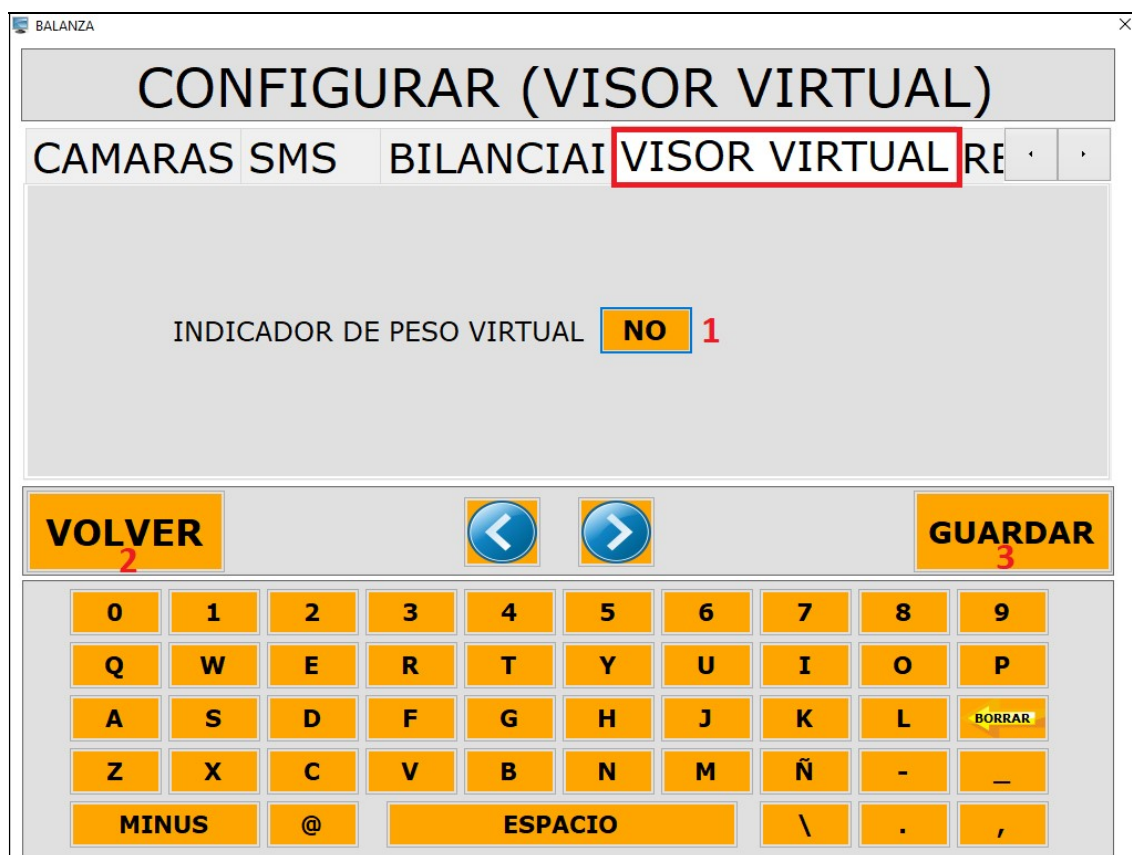 BALANZA
CONFIGURAR (VISOR VIRTUAL)
CAMARAS SMS BILANCIAI VISOR VIRTUAL RE
INDICADOR DE PESO VIRTUAL NO 1
VOLVER GUARDAR
2 3
0 1 2 3 4 5 6 7 8 9
Q W E R T Y U I O P
A S D F G H J K L BORRAR
Z X C V B N M Ñ - _
MINUS @ ESPACIO \ . ,